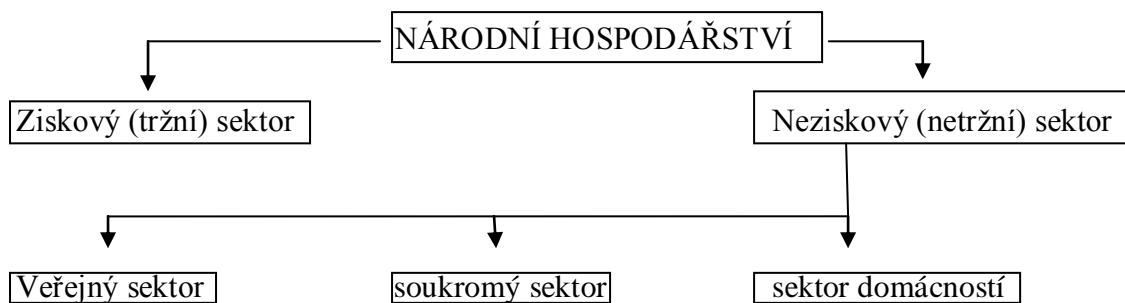 NÁRODNÍ HOSPODÁŘSTVÍ
Ziskový (tržní) sektor
Neziskový (netržní) sektor
Veřejný sektor
soukromý sektor
sektor domácností